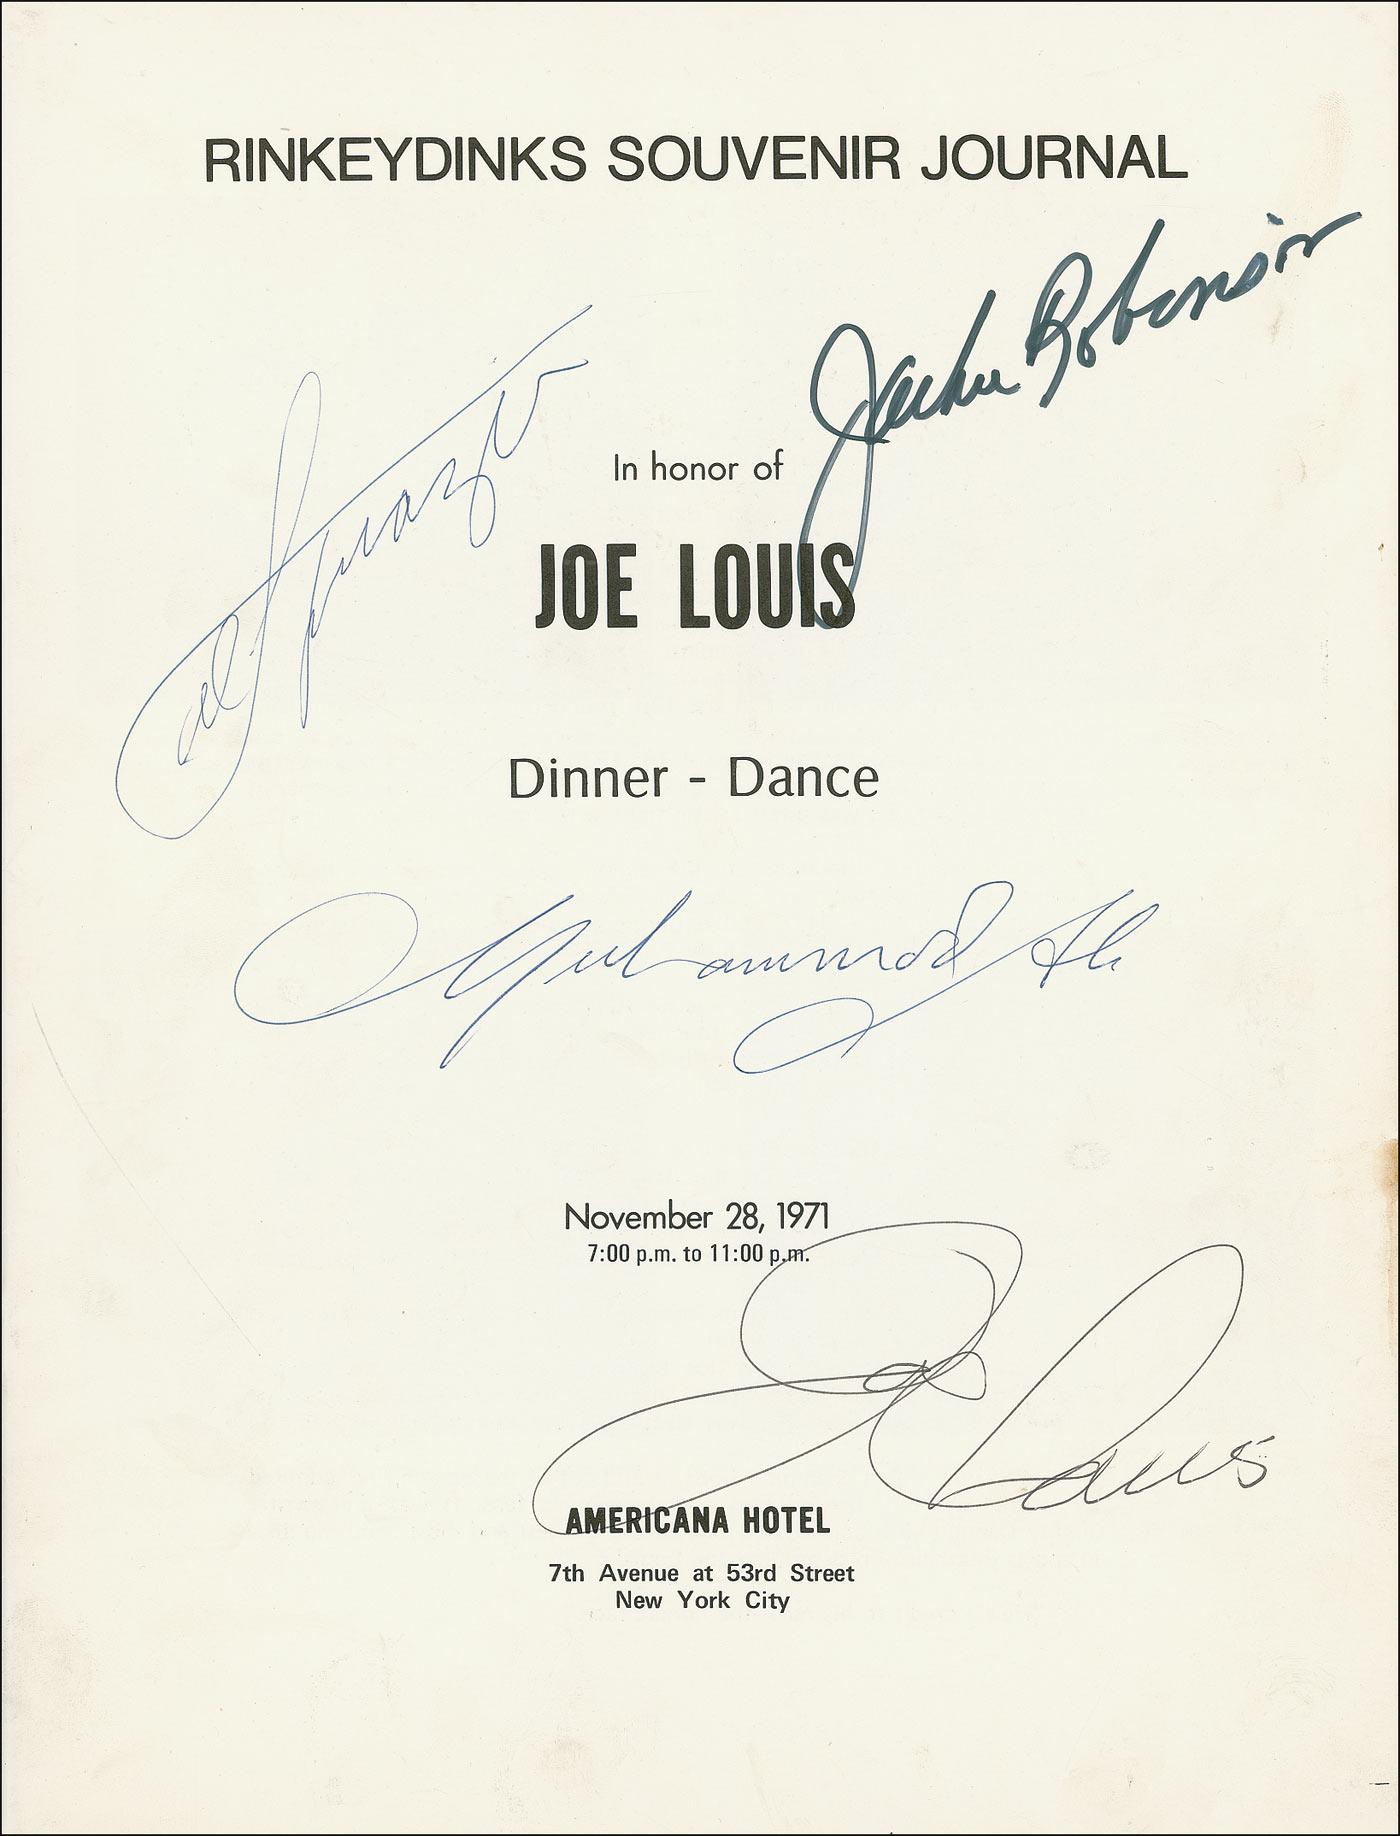 RINKEYDINKS SOUVENIR JOURNAL
Jackie Robinson
In honor of
JOE LOUIS
Dinner - Dance
Muhammad Ali
November 28, 1971
7:00 p.m. to 11:00 p.m.
Joe Louis
AMERICANA HOTEL
7th Avenue at 53rd Street
New York City